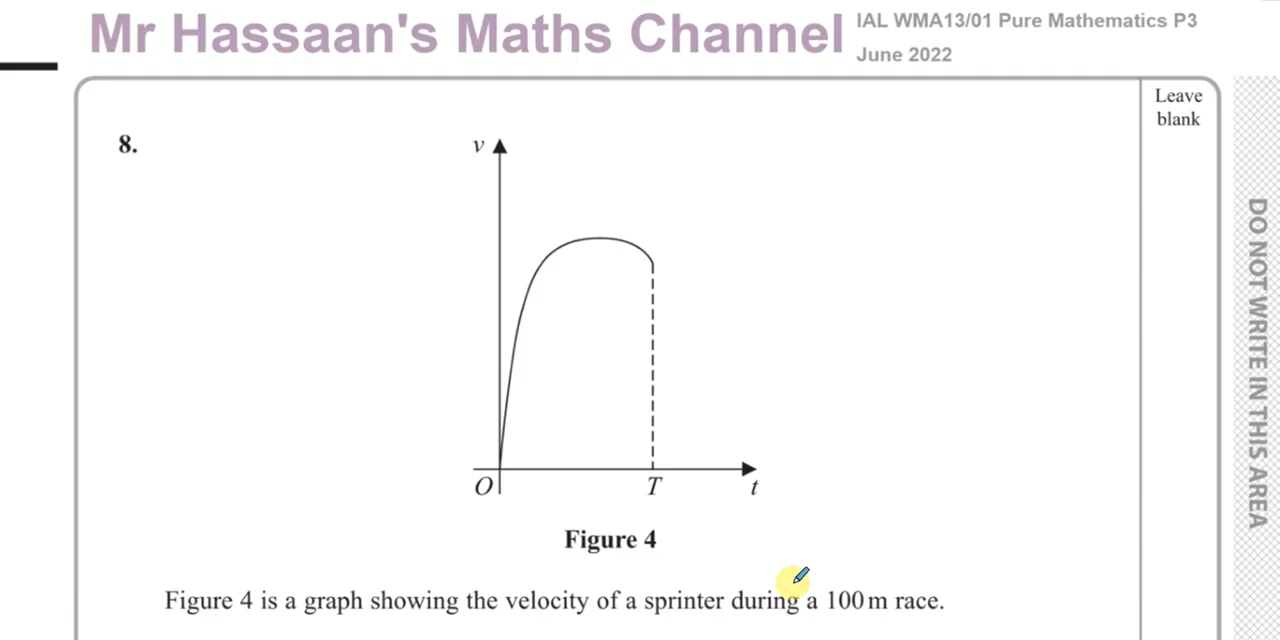 Mr Hassaan's Maths Channel
IAL WMA13/01 Pure Mathematics P3
June 2022
Leave
blank
8.
v
O
T
t
Figure 4
Figure 4 is a graph showing the velocity of a sprinter during a 100 m race.
DO NOT WRITE IN THIS AREA